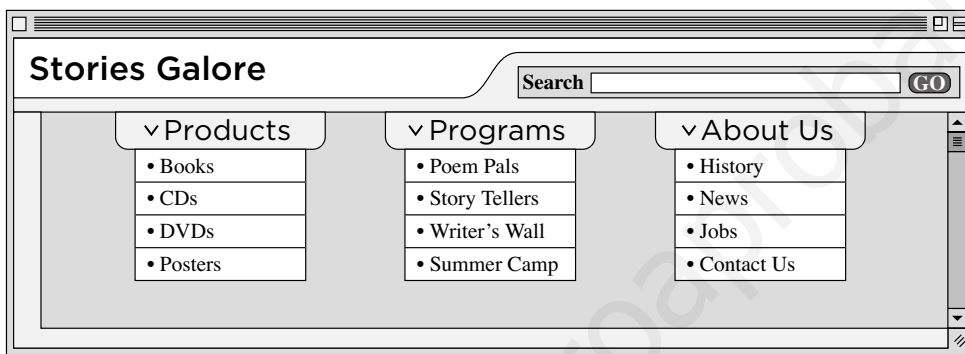 Stories Galore
Search GO
Products
• Books
• CDs
• DVDs
• Posters
Programs
• Poem Pals
• Story Tellers
• Writer's Wall
• Summer Camp
About Us
• History
• News
• Jobs
• Contact Us